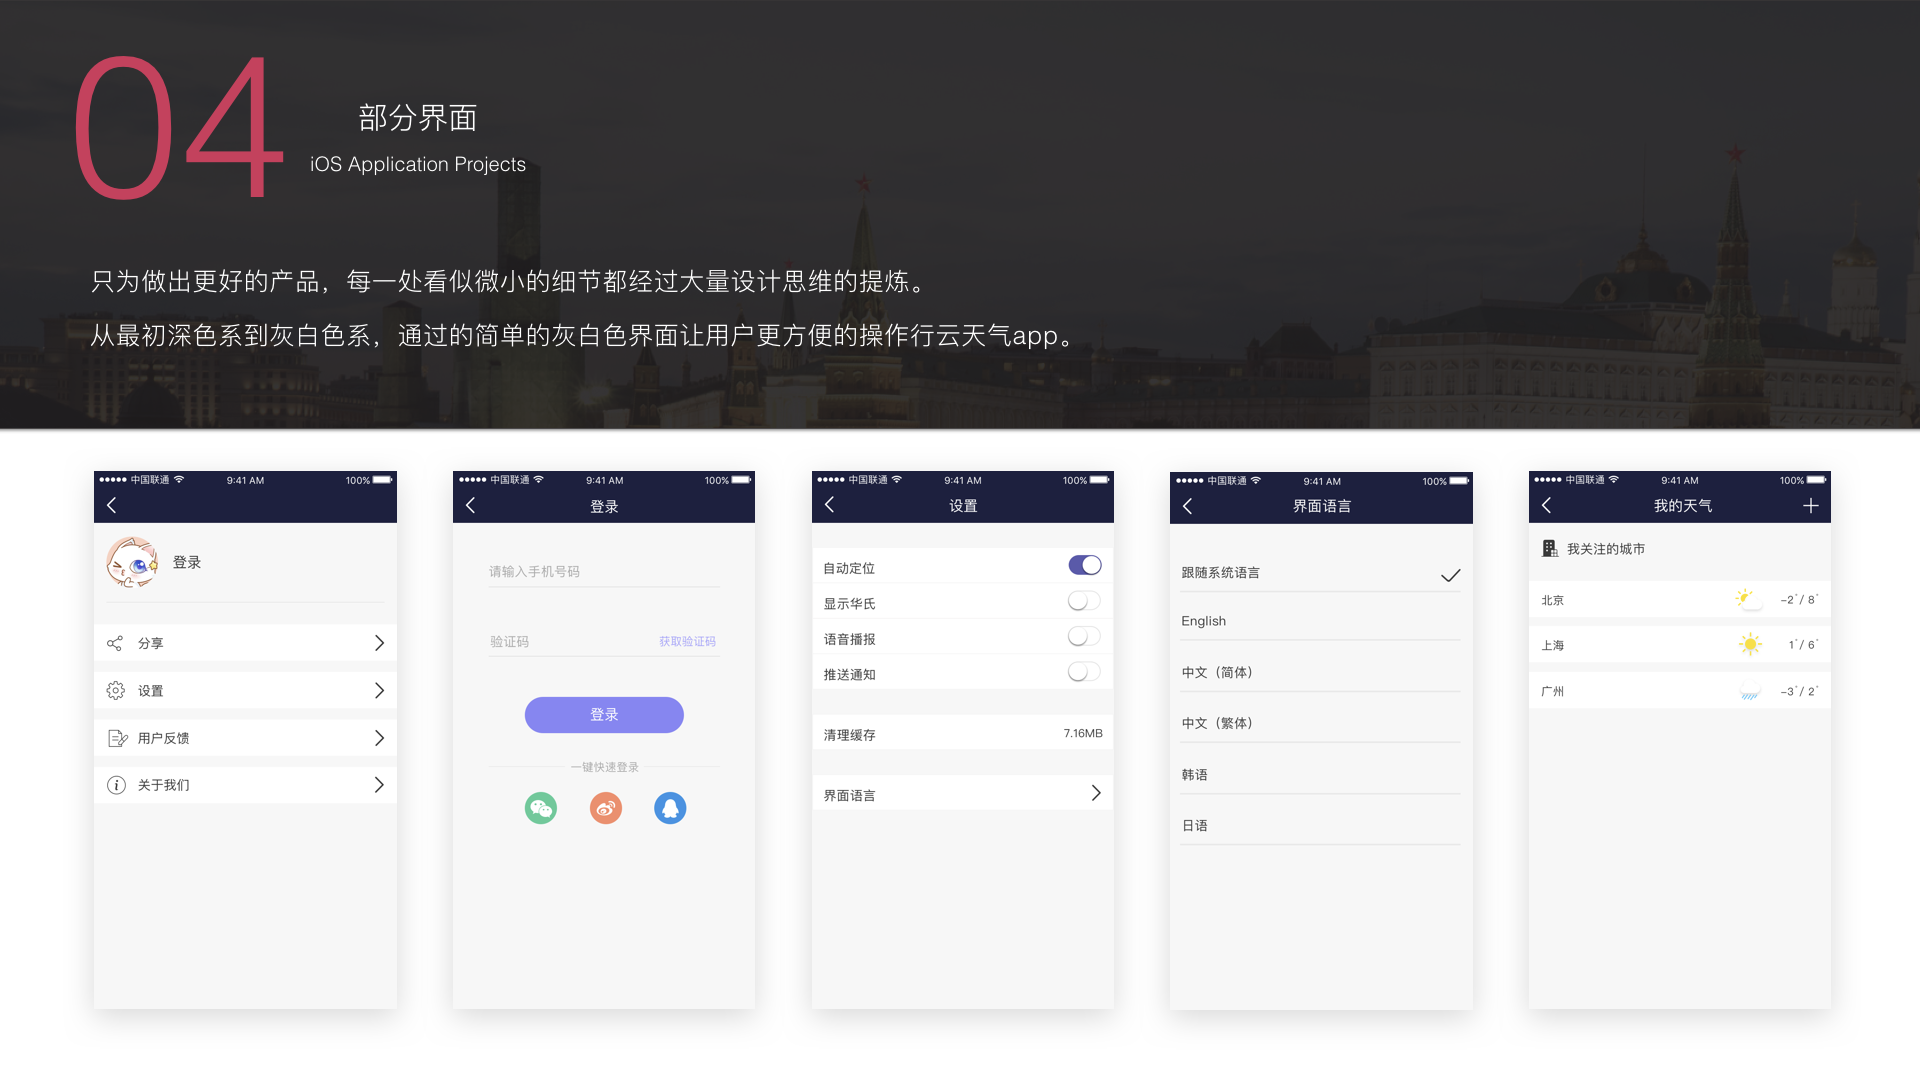 04
部分界面
iOS Application Projects
只为做出更好的产品，每一处看似微小的细节都经过大量设计思维的提炼。
从最初深色系到灰白色系，通过的简单的灰白色界面让用户更方便的操作行云天气app。
中国联通 9:41 AM 100%
登录
分享
设置
用户反馈
关于我们
中国联通 9:41 AM 100%
登录
请输入手机号码
验证码 获取验证码
登录
一键快速登录
中国联通 9:41 AM 100%
设置
自动定位
显示华氏
语音播报
推送通知
清理缓存 7.16MB
界面语言
中国联通 9:41 AM 100%
界面语言
跟随系统语言
English
中文（简体）
中文（繁体）
韩语
日语
中国联通 9:41 AM 100%
我的天气
我关注的城市
北京 -2°/ 8°
上海 1°/ 6°
广州 -3°/ 2°